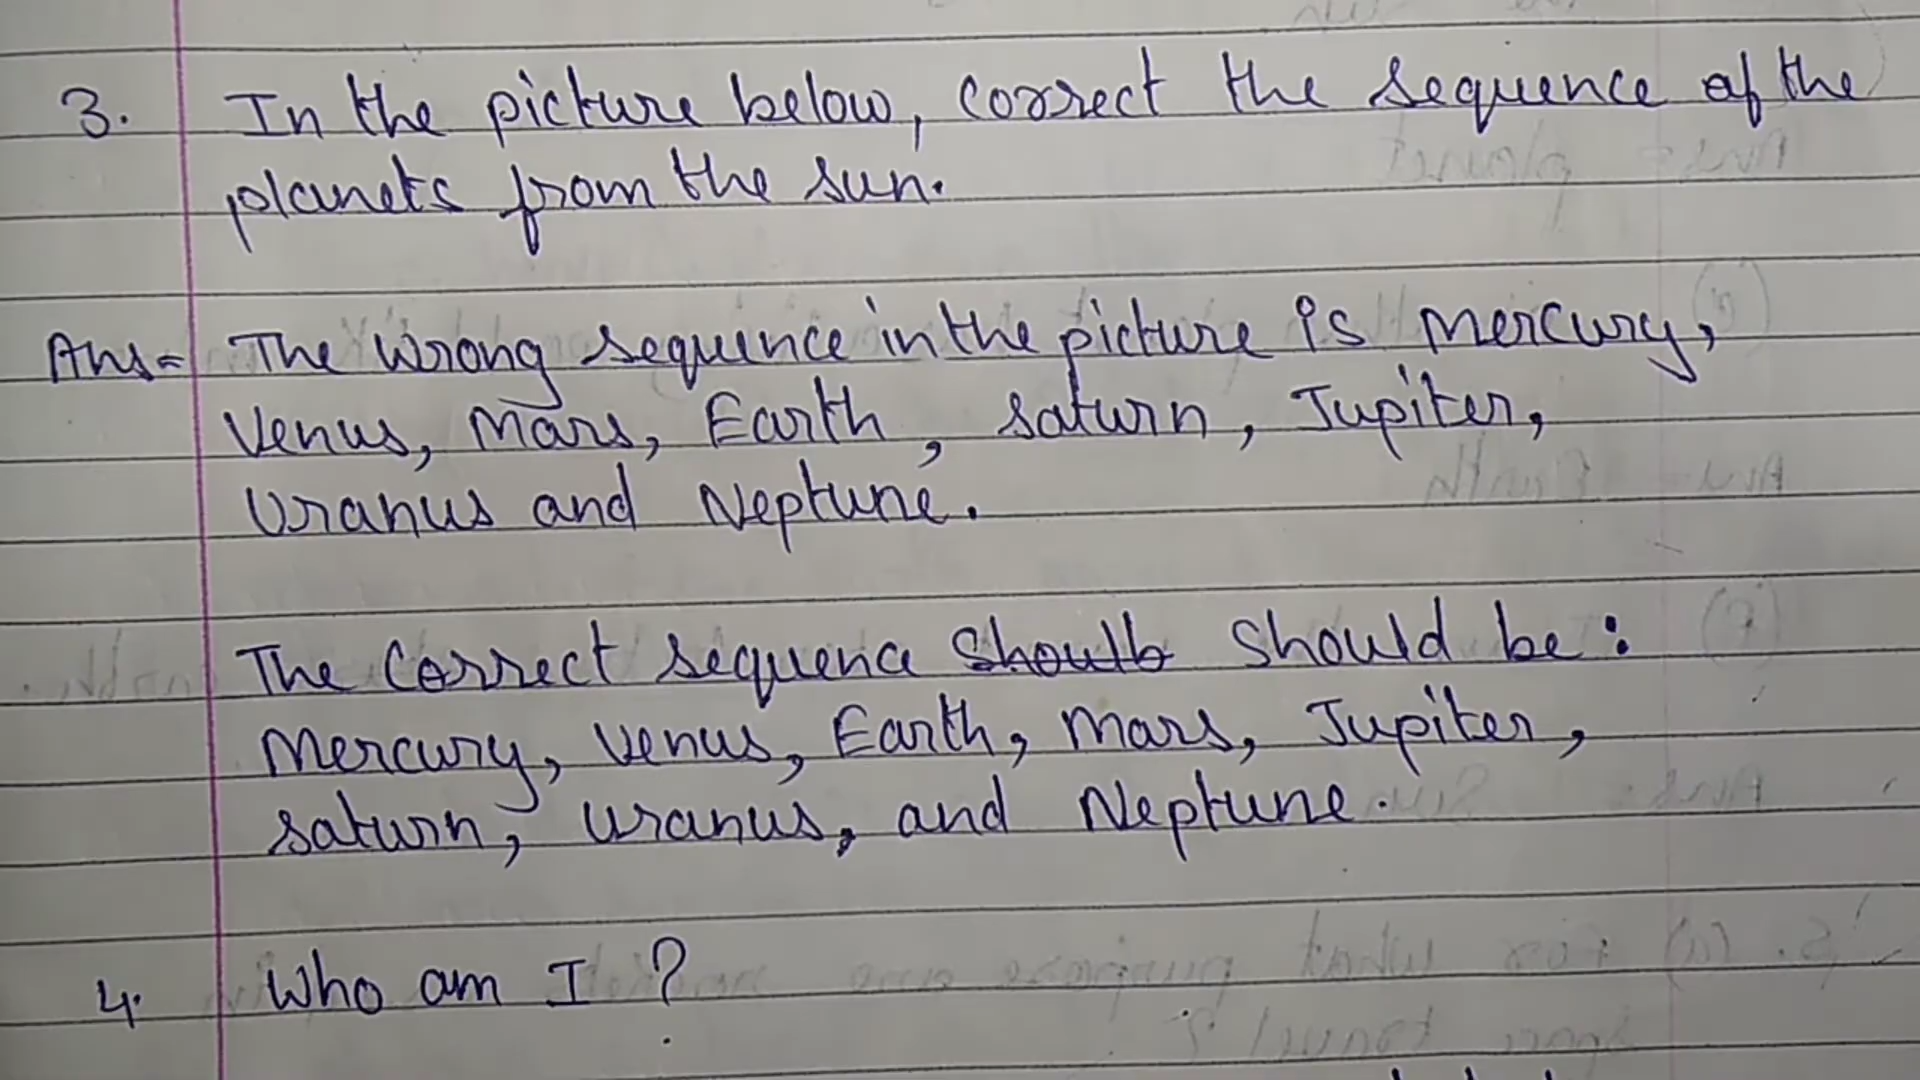 3. In the picture below, correct the sequence of the
planets from the sun.
Ans= The wrong sequence in the picture is Mercury,
Venus, Mars, Earth, Saturn, Jupiter,
Uranus and Neptune.
The Correct sequence Shoulb Should be:
Mercury, Venus, Earth, Mars, Jupiter,
Saturn, Uranus, and Neptune.
4. Who am I ?